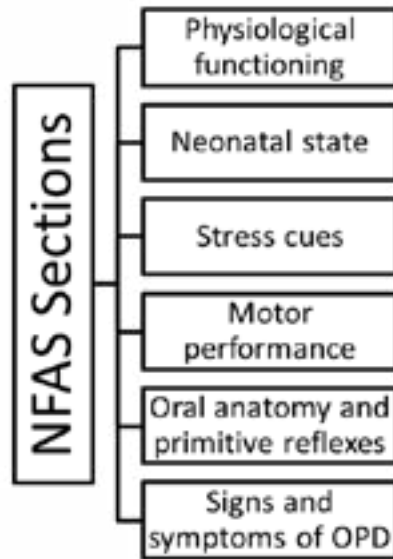 NFAS Sections
Physiological
functioning
Neonatal state
Stress cues
Motor
performance
Oral anatomy and
primitive reflexes
Signs and
symptoms of OPD